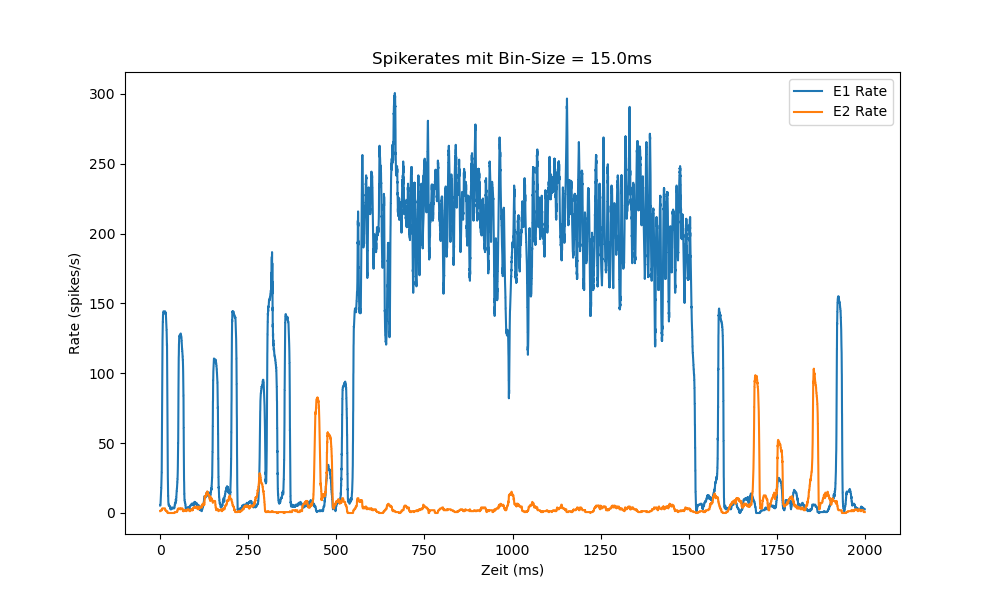 Spikerates mit Bin-Size = 15.0ms
E1 Rate
E2 Rate
300
250
200
150
100
50
0
Rate (spikes/s)
0 250 500 750 1000 1250 1500 1750 2000
Zeit (ms)